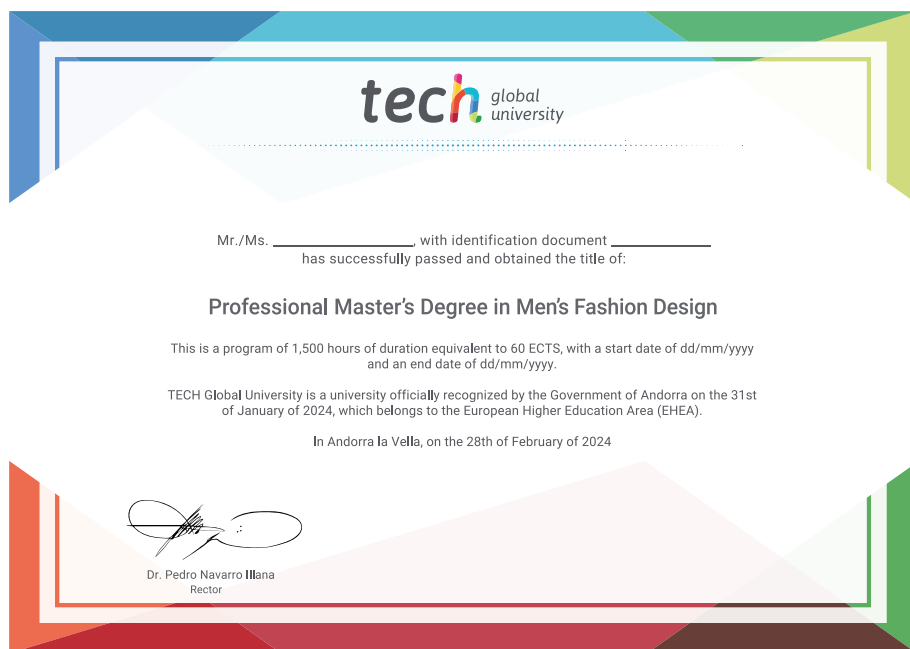 tech global
university
Mr./Ms. ____________________, with identification document ______________
has successfully passed and obtained the title of:
Professional Master’s Degree in Men’s Fashion Design
This is a program of 1,500 hours of duration equivalent to 60 ECTS, with a start date of dd/mm/yyyy
and an end date of dd/mm/yyyy.
TECH Global University is a university officially recognized by the Government of Andorra on the 31st
of January of 2024, which belongs to the European Higher Education Area (EHEA).
In Andorra la Vella, on the 28th of February of 2024
Dr. Pedro Navarro Illana
Rector